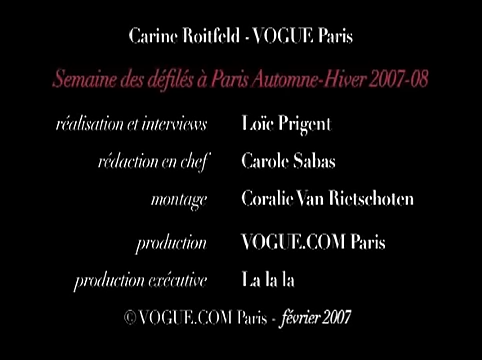 Carine Roitfeld - VOGUE Paris
Semaine des défilés à Paris Automne-Hiver 2007-08
réalisation et interviews Loïc Prigent
rédaction en chef Carole Sabas
montage Coralie Van Rietschoten
production VOGUE.COM Paris
production exécutive La la la
© VOGUE.COM Paris - février 2007